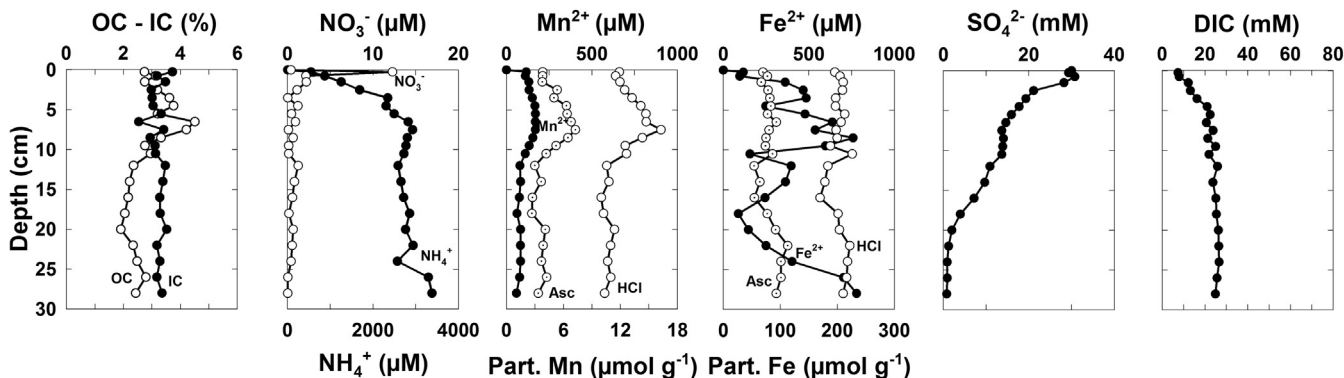 OC - IC (%)
NO₃⁻ (µM)
Mn²⁺ (µM)
Fe²⁺ (µM)
SO₄²⁻ (mM)
DIC (mM)
0 2 4 6 8
0 10 20
0 500 1000
0 500 1000
0 20 40
0 20 40 60 80
Depth (cm)
0
5
10
15
20
25
30
OC
IC
NO₃⁻
NH₄⁺
Mn²⁺
Asc
HCl
Fe²⁺
HCl
Asc
0 2000 4000
0 6 12 18
0 100 200 300
NH₄⁺ (µM)
Part. Mn (µmol g⁻¹)
Part. Fe (µmol g⁻¹)